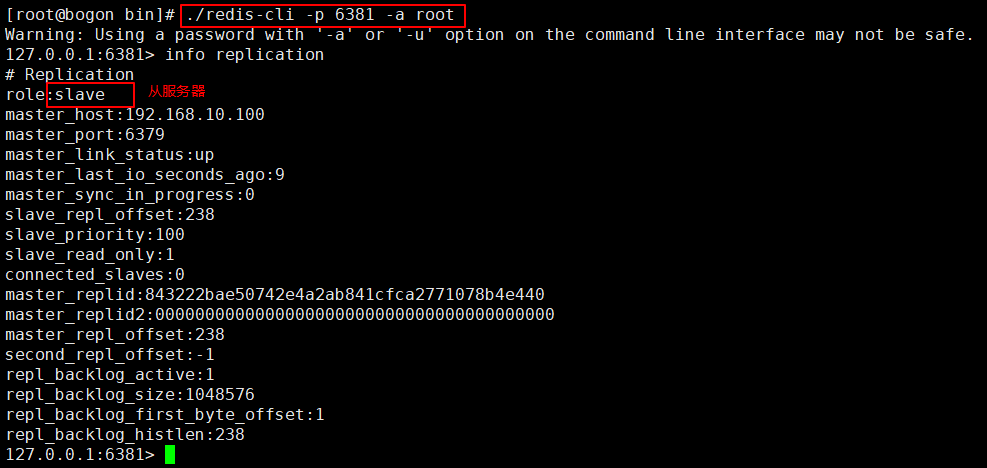 [root@bogon bin]# ./redis-cli -p 6381 -a root
Warning: Using a password with '-a' or '-u' option on the command line interface may not be safe.
127.0.0.1:6381> info replication
# Replication
role:slave 从服务器
master_host:192.168.10.100
master_port:6379
master_link_status:up
master_last_io_seconds_ago:9
master_sync_in_progress:0
slave_repl_offset:238
slave_priority:100
slave_read_only:1
connected_slaves:0
master_replid:843222bae50742e4a2ab841cfca2771078b4e440
master_replid2:0000000000000000000000000000000000000000
master_repl_offset:238
second_repl_offset:-1
repl_backlog_active:1
repl_backlog_size:1048576
repl_backlog_first_byte_offset:1
repl_backlog_histlen:238
127.0.0.1:6381>